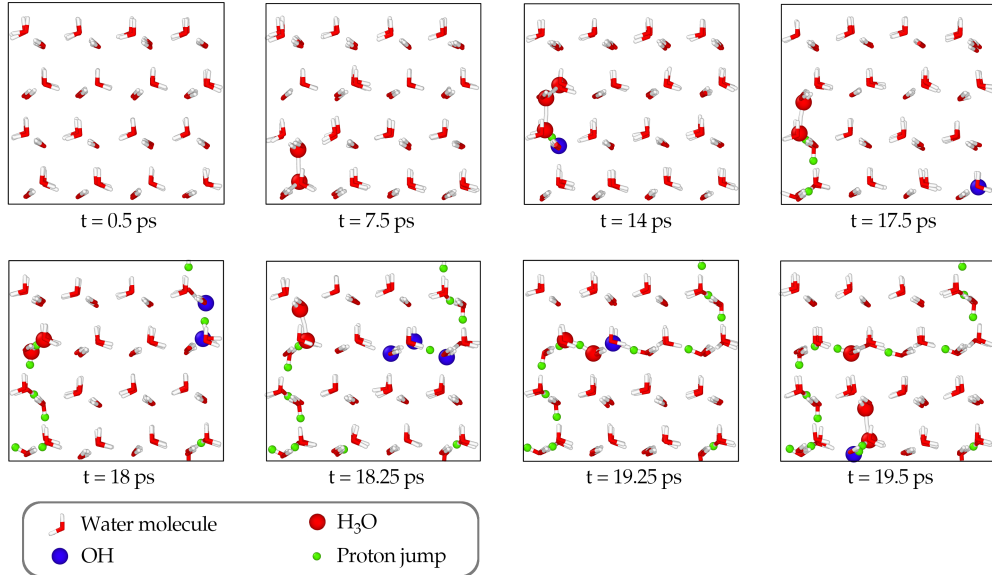 t = 0.5 ps
t = 7.5 ps
t = 14 ps
t = 17.5 ps
t = 18 ps
t = 18.25 ps
t = 19.25 ps
t = 19.5 ps
Water molecule
H₃O
OH
Proton jump